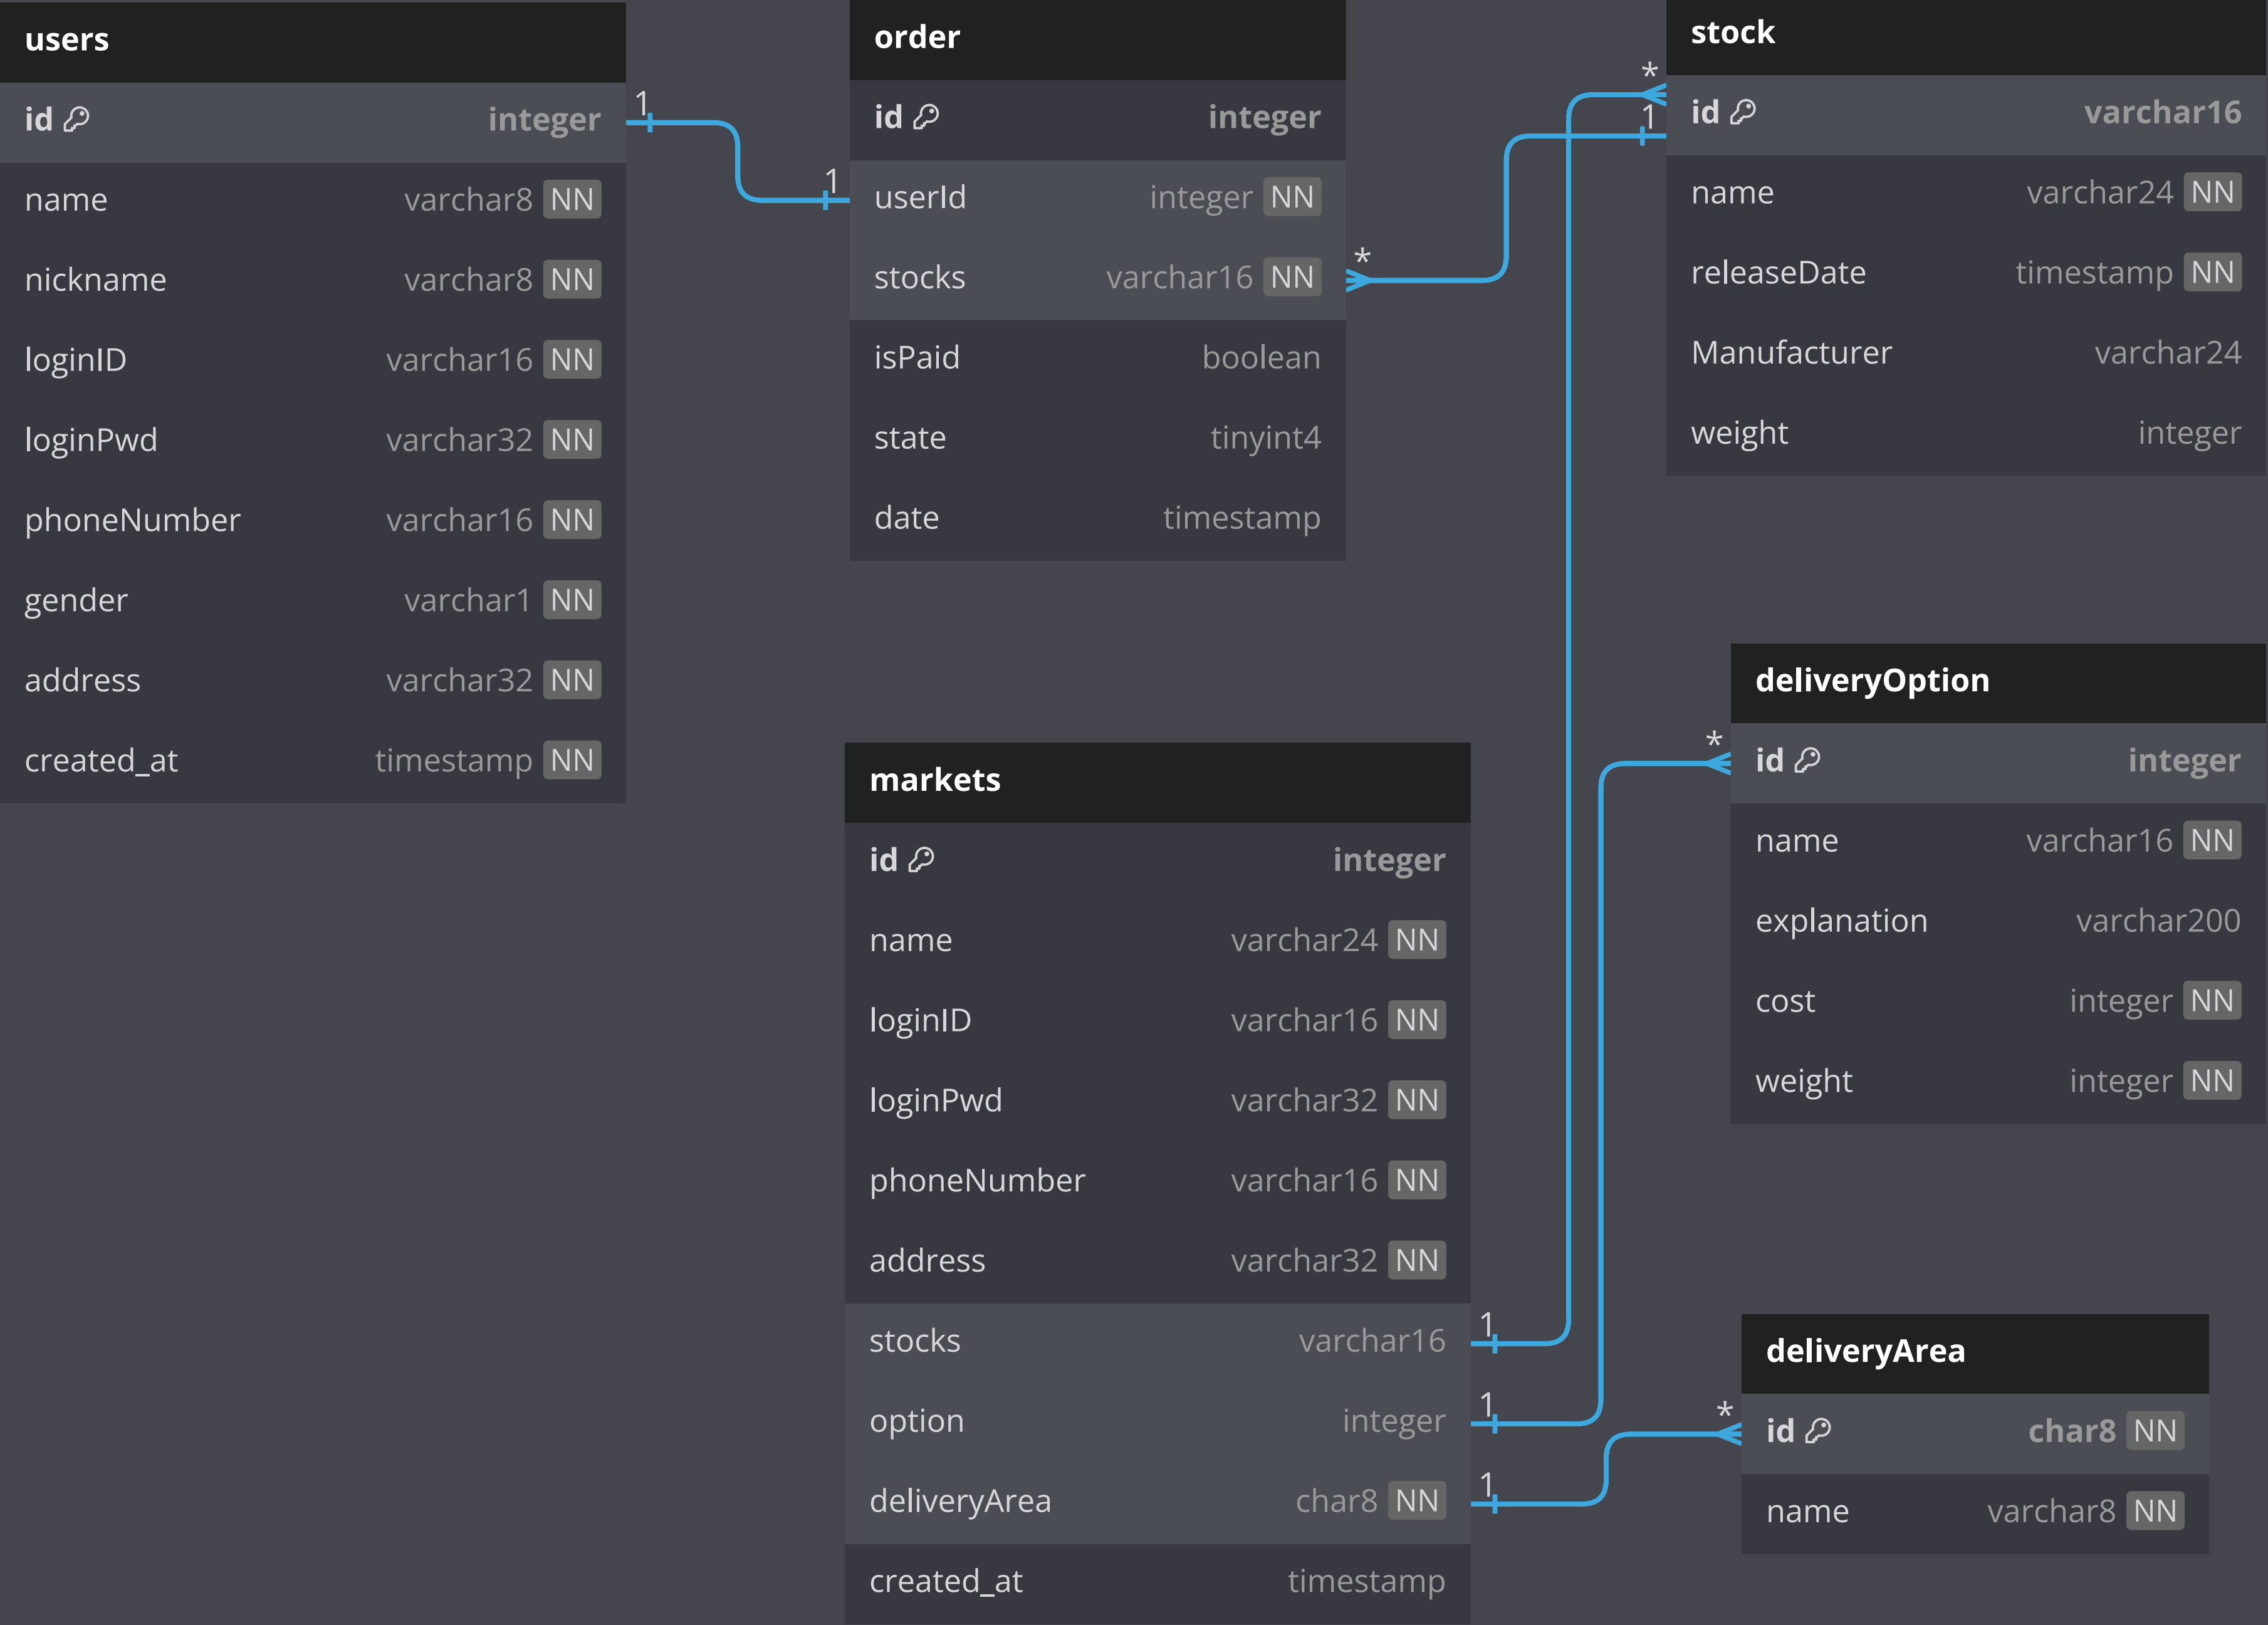 users
id integer
name varchar8 NN
nickname varchar8 NN
loginID varchar16 NN
loginPwd varchar32 NN
phoneNumber varchar16 NN
gender varchar1 NN
address varchar32 NN
created_at timestamp NN
1
1
order
id integer
userId integer NN
stocks varchar16 NN
isPaid boolean
state tinyint4
date timestamp
*
*
1
stock
id varchar16
name varchar24 NN
releaseDate timestamp NN
Manufacturer varchar24
weight integer
markets
id integer
name varchar24 NN
loginID varchar16 NN
loginPwd varchar32 NN
phoneNumber varchar16 NN
address varchar32 NN
stocks varchar16
option integer
deliveryArea char8 NN
created_at timestamp
1
1
1
*
deliveryOption
id integer
name varchar16 NN
explanation varchar200
cost integer NN
weight integer NN
*
deliveryArea
id char8 NN
name varchar8 NN